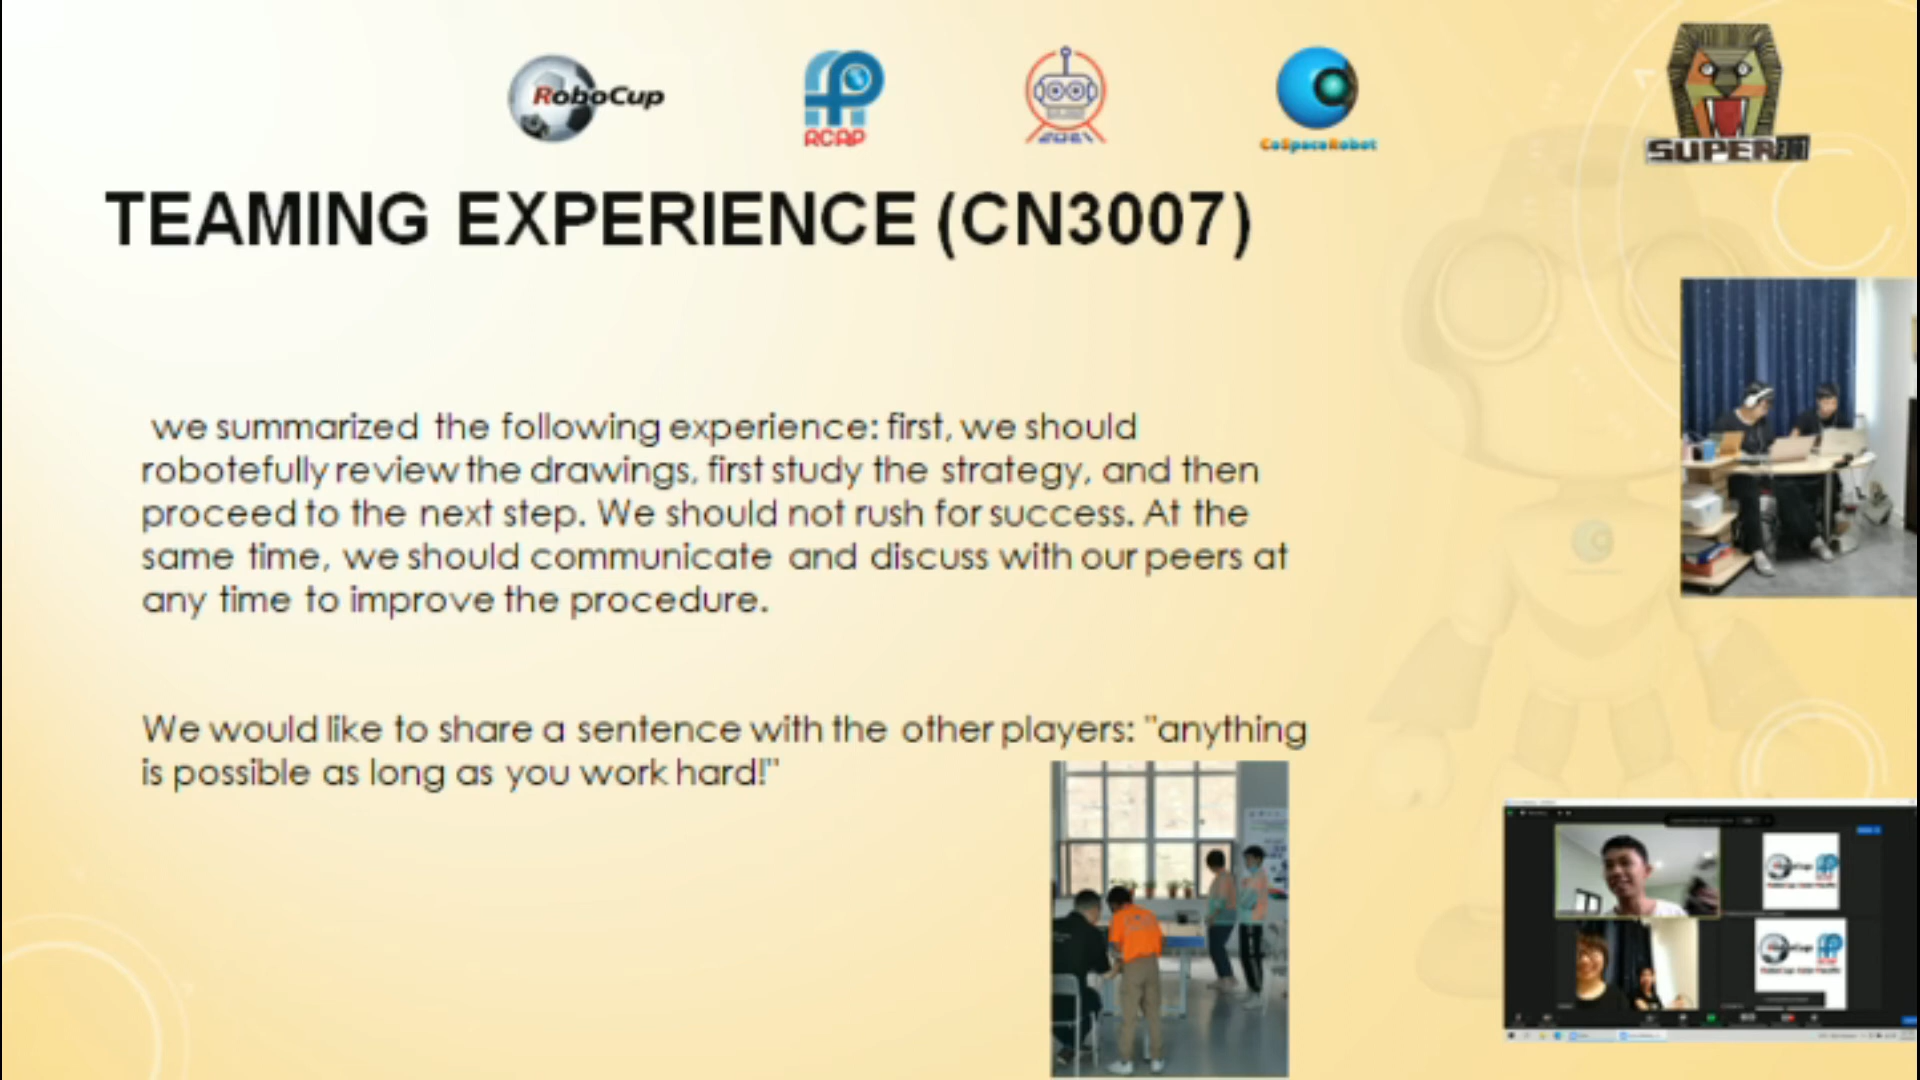 RoboCup
RCAP
2021
CoSpaceRobot
SUPER
TEAMING EXPERIENCE (CN3007)
we summarized the following experience: first, we should
robotefully review the drawings, first study the strategy, and then
proceed to the next step. We should not rush for success. At the
same time, we should communicate and discuss with our peers at
any time to improve the procedure.
We would like to share a sentence with the other players: "anything
is possible as long as you work hard!"